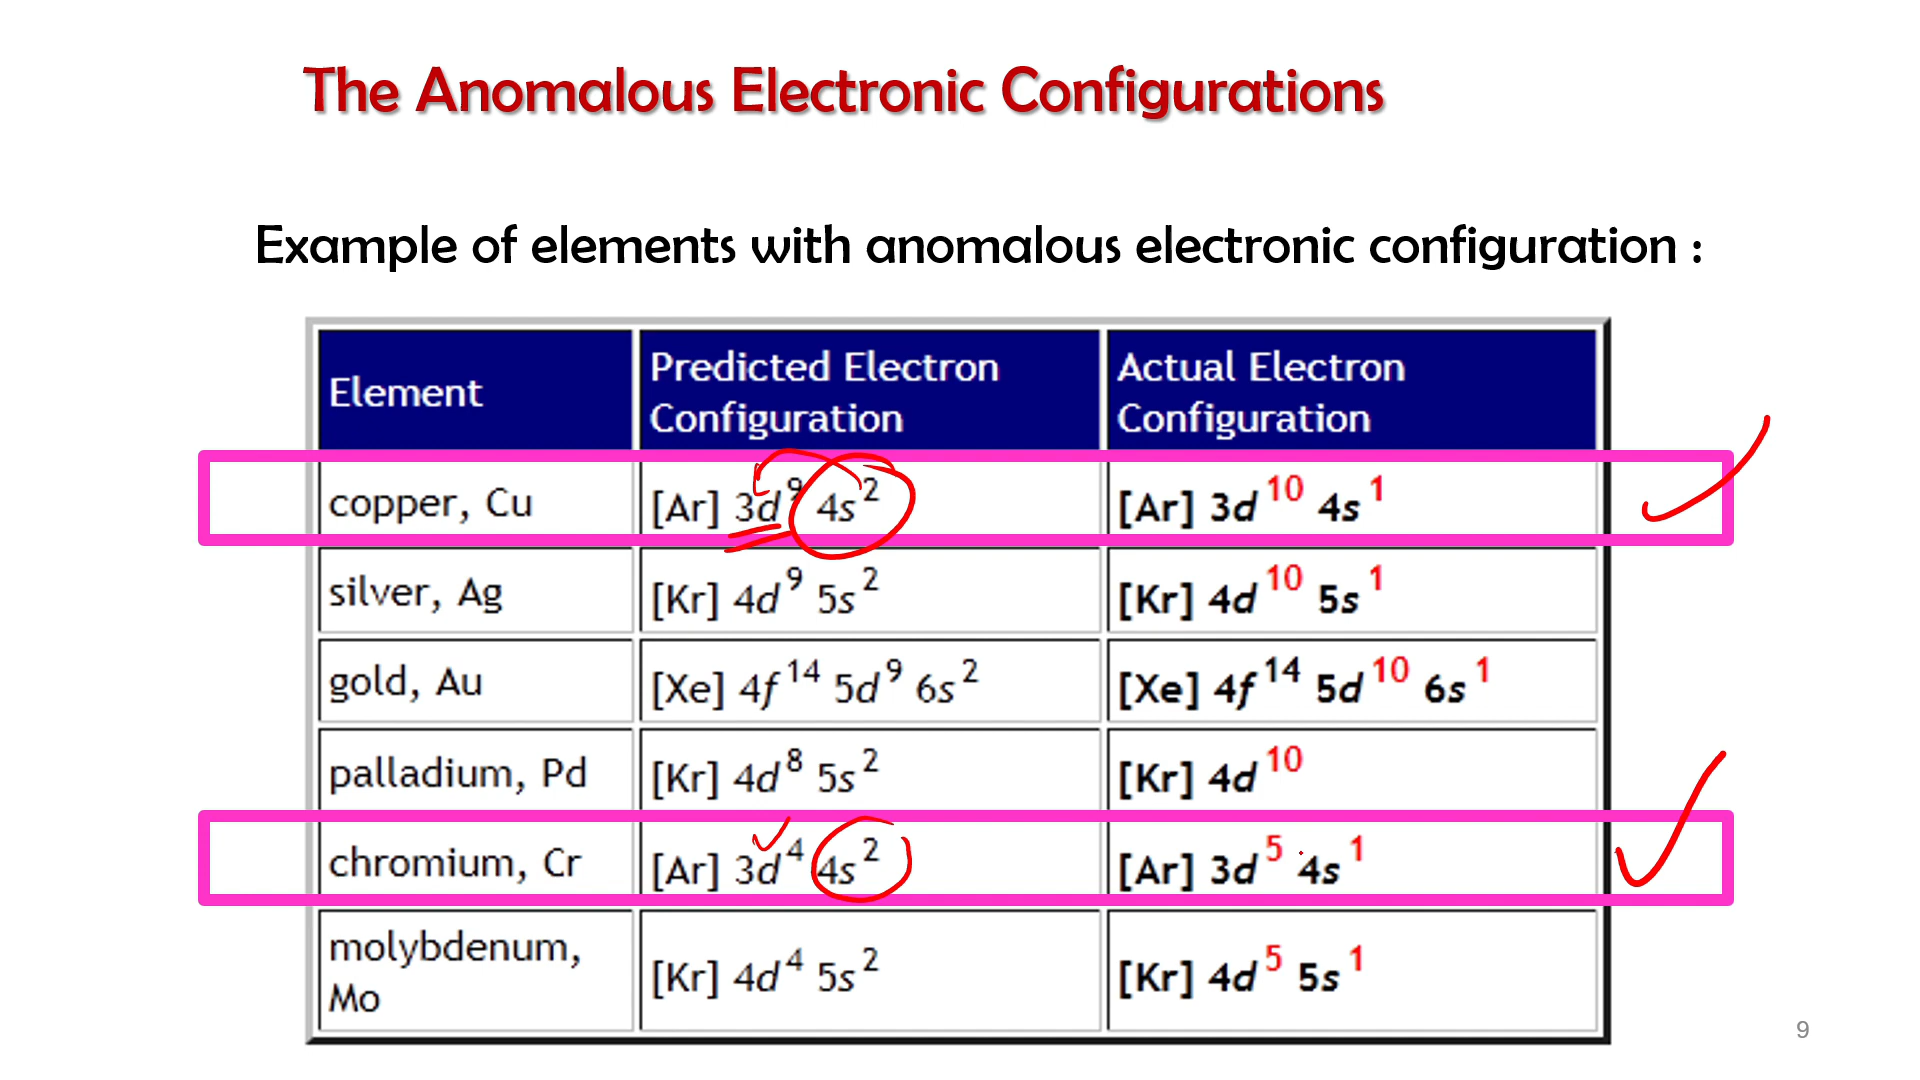 The Anomalous Electronic Configurations
Example of elements with anomalous electronic configuration :
Element
Predicted Electron
Configuration
Actual Electron
Configuration
copper, Cu
[Ar] 3d⁹ 4s²
[Ar] 3d¹⁰ 4s¹
silver, Ag
[Kr] 4d⁹ 5s²
[Kr] 4d¹⁰ 5s¹
gold, Au
[Xe] 4f¹⁴ 5d⁹ 6s²
[Xe] 4f¹⁴ 5d¹⁰ 6s¹
palladium, Pd
[Kr] 4d⁸ 5s²
[Kr] 4d¹⁰
chromium, Cr
[Ar] 3d⁴ 4s²
[Ar] 3d⁵ 4s¹
molybdenum,
Mo
[Kr] 4d⁴ 5s²
[Kr] 4d⁵ 5s¹
9